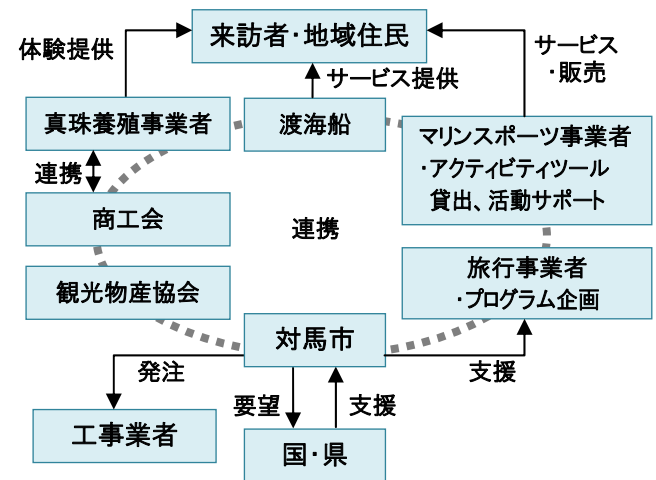 来訪者・地域住民
体験提供
サービス提供
サービス
・販売
真珠養殖事業者
渡海船
マリンスポーツ事業者
・アクティビティツール
貸出、活動サポート
連携
商工会
連携
観光物産協会
旅行事業者
・プログラム企画
対馬市
発注
支援
要望
支援
工事業者
国・県